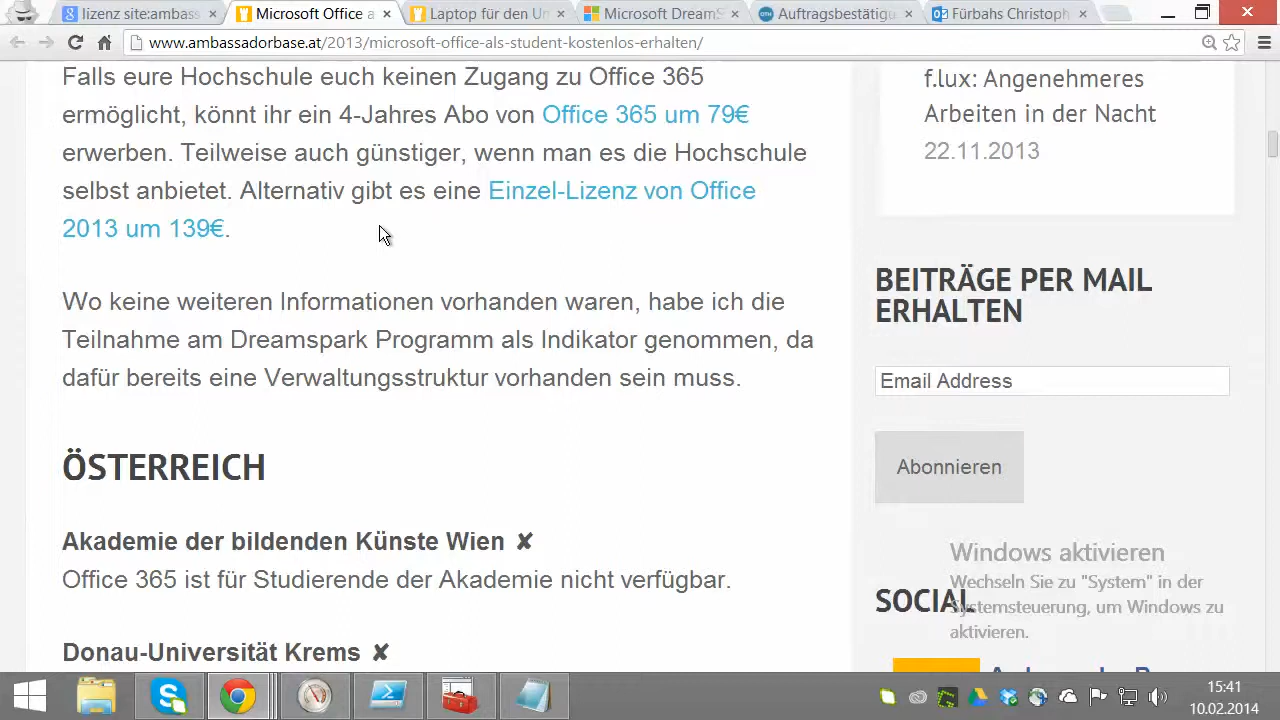 lizenz site:ambass
Microsoft Office a
Laptop für den Un
Microsoft DreamS
Auftragsbestätigu
Fürbahs Christoph
www.ambassadorbase.at/2013/microsoft-office-als-student-kostenlos-erhalten/
Falls eure Hochschule euch keinen Zugang zu Office 365
ermöglicht, könnt ihr ein 4-Jahres Abo von Office 365 um 79€
erwerben. Teilweise auch günstiger, wenn man es die Hochschule
selbst anbietet. Alternativ gibt es eine Einzel-Lizenz von Office
2013 um 139€.
Wo keine weiteren Informationen vorhanden waren, habe ich die
Teilnahme am Dreamspark Programm als Indikator genommen, da
dafür bereits eine Verwaltungsstruktur vorhanden sein muss.
ÖSTERREICH
Akademie der bildenden Künste Wien ✘
Office 365 ist für Studierende der Akademie nicht verfügbar.
Donau-Universität Krems ✘
f.lux: Angenehmeres
Arbeiten in der Nacht
22.11.2013
BEITRÄGE PER MAIL
ERHALTEN
Email Address
Abonnieren
SOCIAL
Windows aktivieren
Wechseln Sie zu "System" in der
Systemsteuerung, um Windows zu
aktivieren.
15:41
10.02.2014